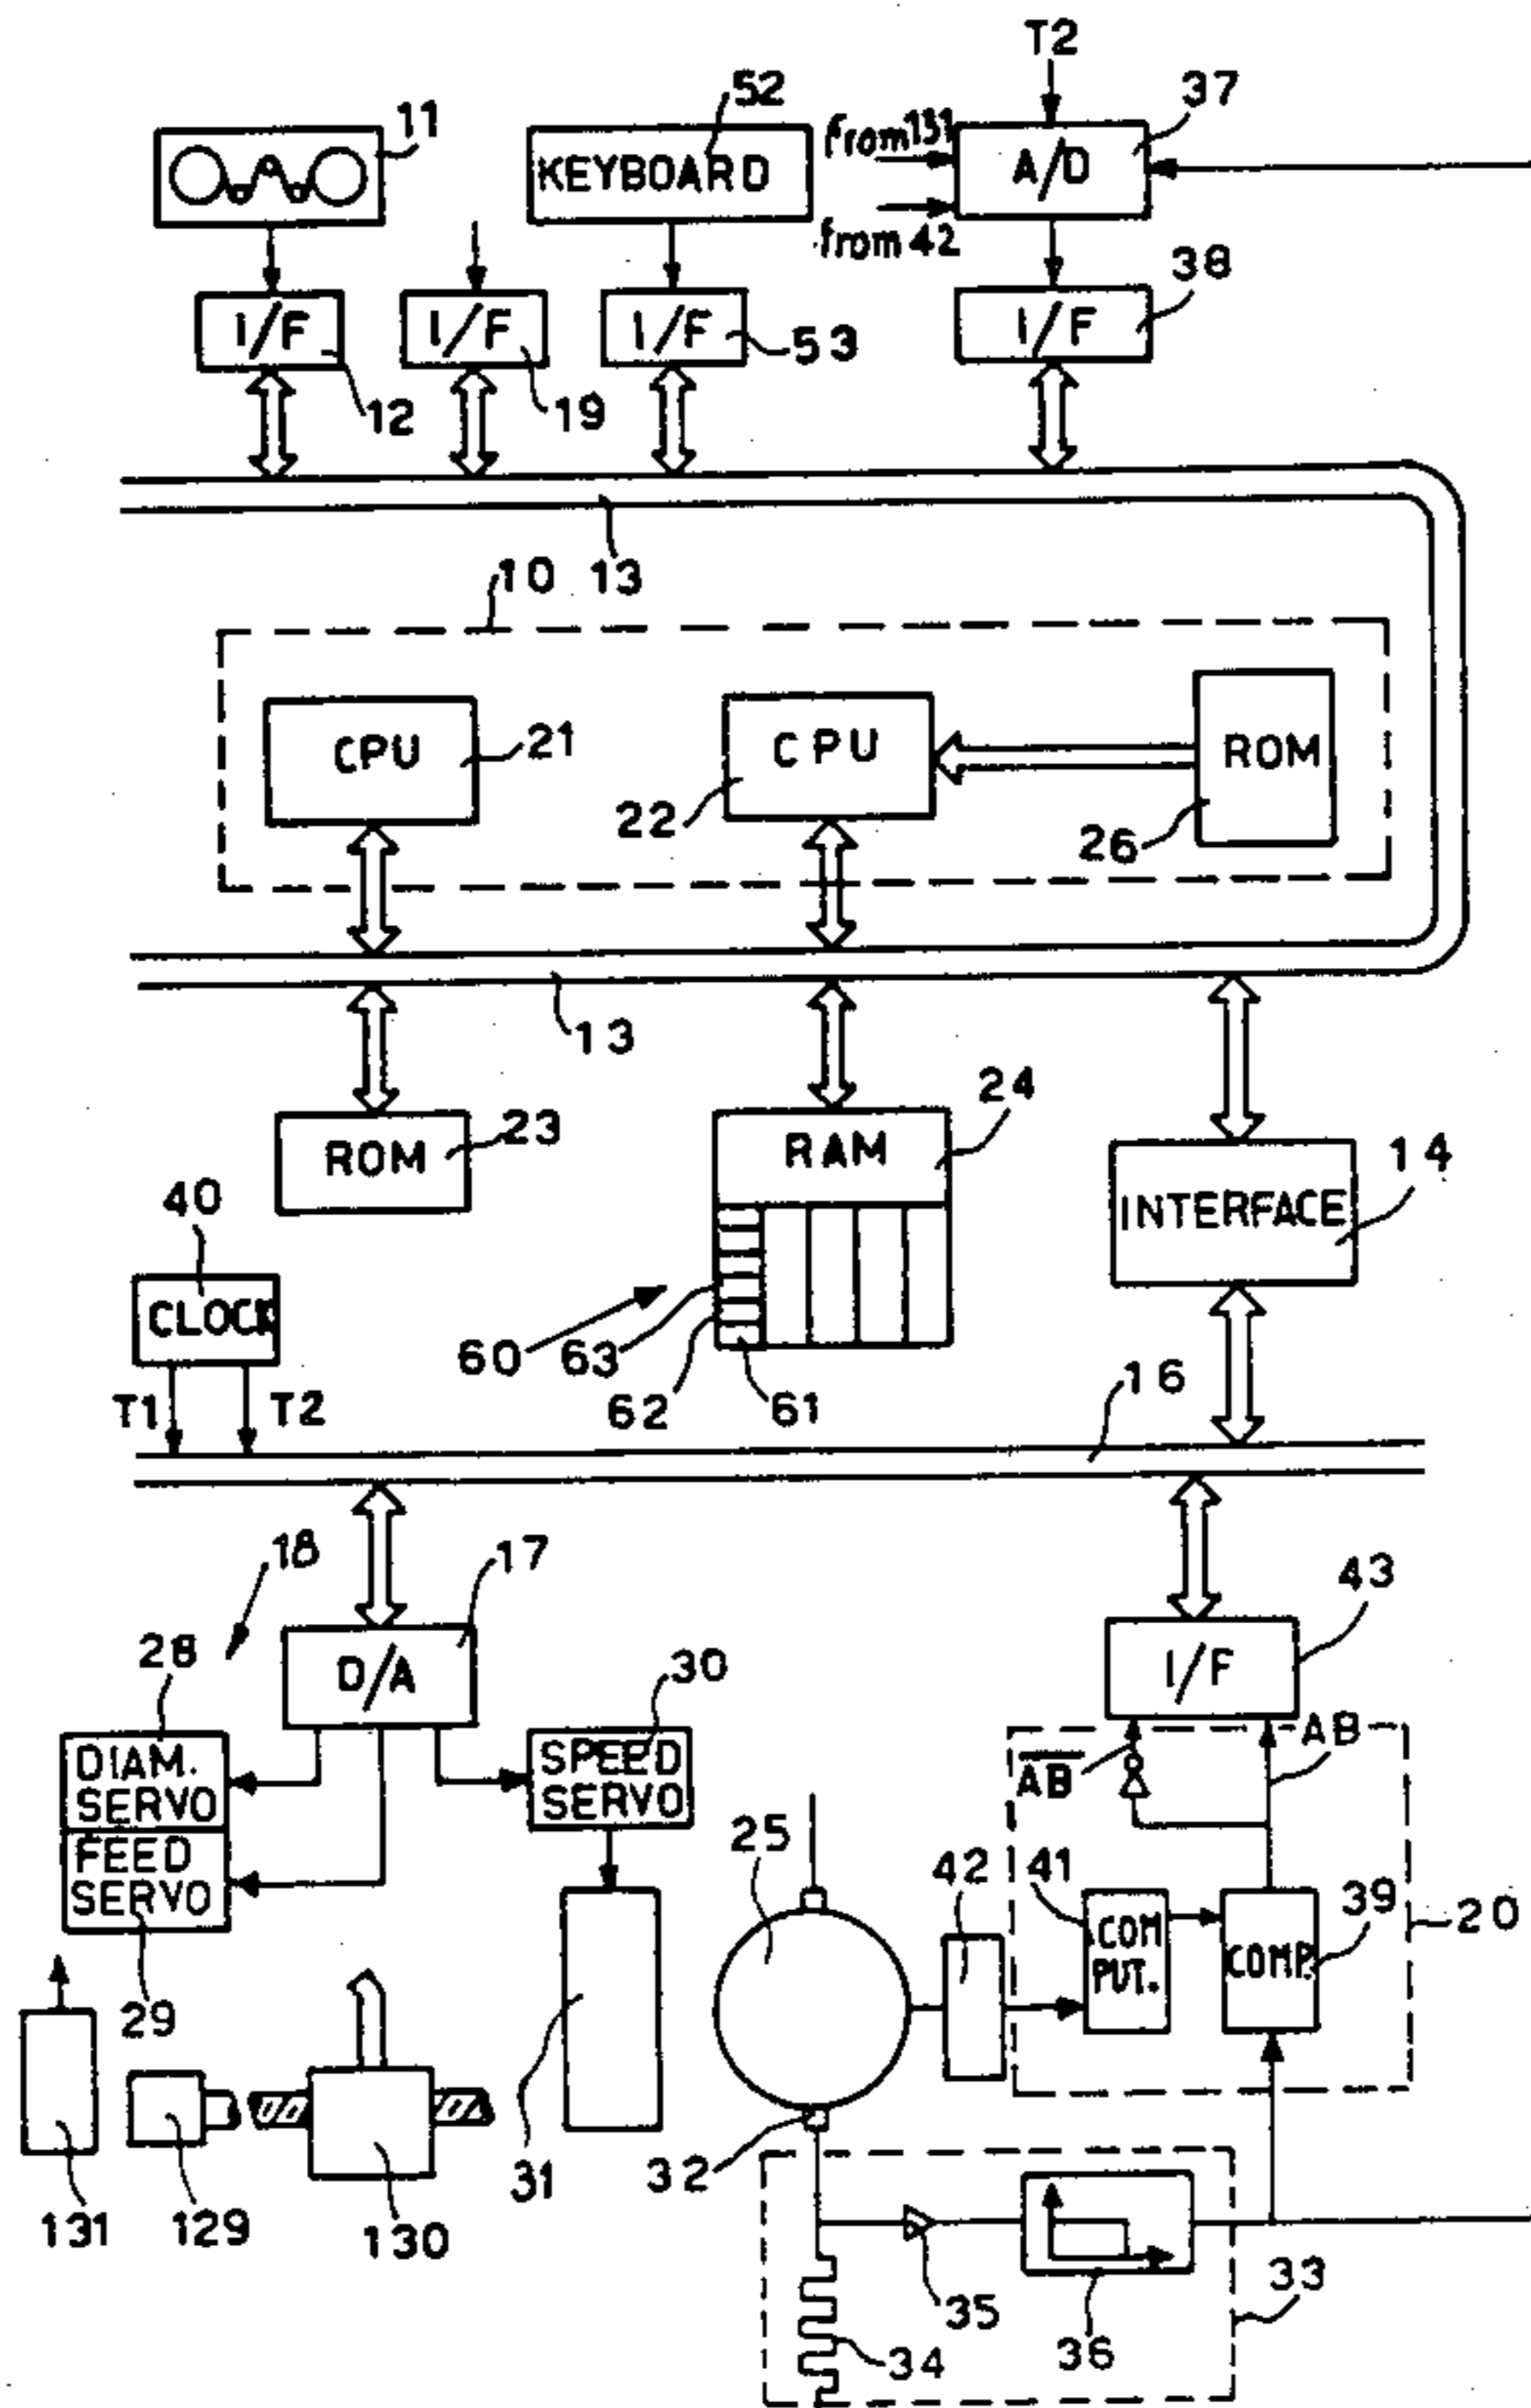 T2
11
52
37
KEYBOARD
from 131
A/D
from 42
38
I/F
I/F
I/F
I/F
53
12
19
13
10
CPU
21
CPU
22
ROM
26
13
ROM
23
RAM
24
INTERFACE
14
40
CLOCK
T1
T2
60
63
62
61
16
18
17
43
28
D/A
30
I/F
DIAM.
SERVO
SPEED
SERVO
AB
AB
FEED
SERVO
25
42
41
COM
PUT.
COMP.
39
20
29
31
32
131
129
130
35
36
33
34